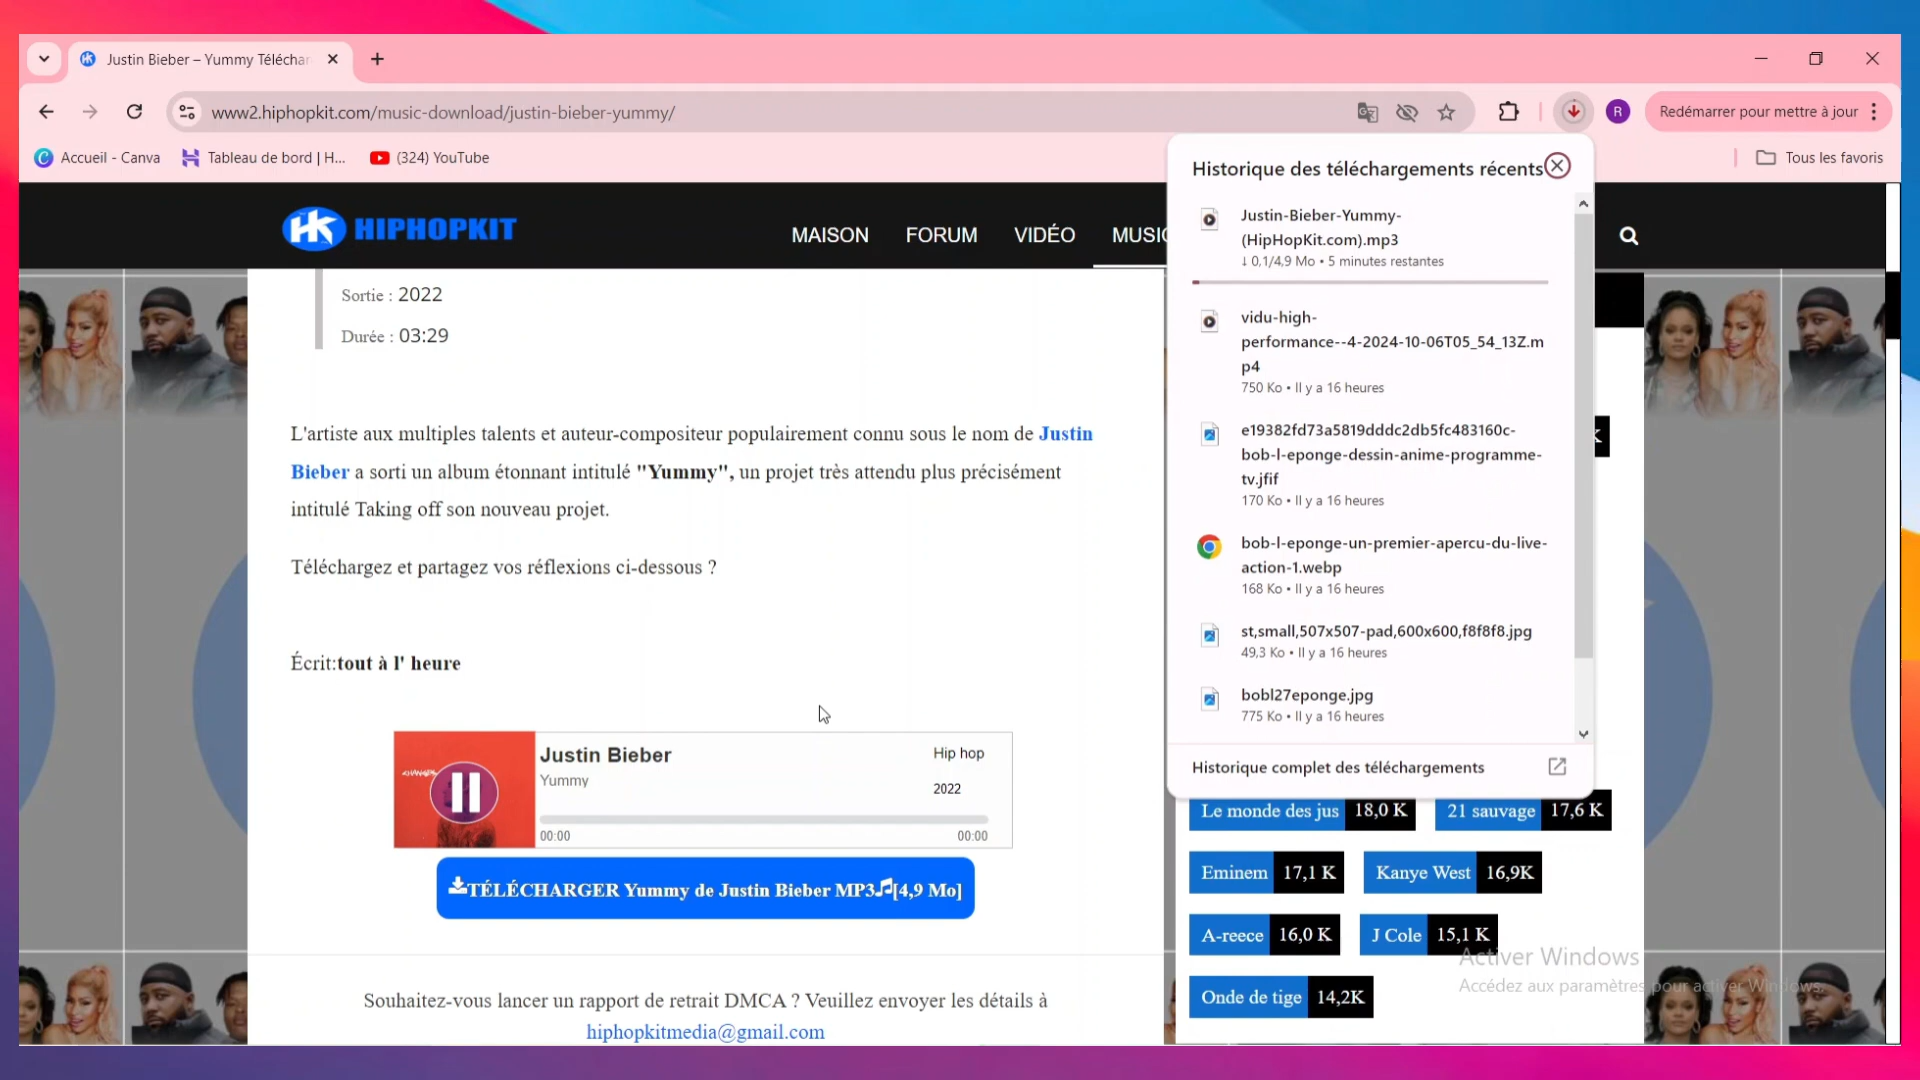 Justin Bieber – Yummy Téléchar
www2.hiphopkit.com/music-download/justin-bieber-yummy/
R
Redémarrer pour mettre à jour
Accueil - Canva
Tableau de bord | H...
(324) YouTube
Tous les favoris
HK HIPHOPKIT
MAISON
FORUM
VIDÉO
MUSIC
Sortie : 2022
Durée : 03:29
L'artiste aux multiples talents et auteur-compositeur populairement connu sous le nom de Justin
Bieber a sorti un album étonnant intitulé "Yummy", un projet très attendu plus précisément
intitulé Taking off son nouveau projet.
Téléchargez et partagez vos réflexions ci-dessous ?
Écrit:tout à l' heure
Justin Bieber
Yummy
Hip hop
2022
00:00
00:00
TÉLÉCHARGER Yummy de Justin Bieber MP3[4,9 Mo]
Souhaitez-vous lancer un rapport de retrait DMCA ? Veuillez envoyer les détails à
hiphopkitmedia@gmail.com
Historique des téléchargements récents
Justin-Bieber-Yummy-
(HipHopKit.com).mp3
↓ 0,1/4,9 Mo • 5 minutes restantes
vidu-high-
performance--4-2024-10-06T05_54_13Z.m
p4
750 Ko • Il y a 16 heures
e19382fd73a5819dddc2db5fc483160c-
bob-l-eponge-dessin-anime-programme-
tv.jfif
170 Ko • Il y a 16 heures
bob-l-eponge-un-premier-apercu-du-live-
action-1.webp
168 Ko • Il y a 16 heures
st,small,507x507-pad,600x600,f8f8f8.jpg
49,3 Ko • Il y a 16 heures
bobl27eponge.jpg
775 Ko • Il y a 16 heures
Historique complet des téléchargements
K
Le monde des jus 18,0 K
21 sauvage 17,6 K
Eminem 17,1 K
Kanye West 16,9K
A-reece 16,0 K
J Cole 15,1 K
Onde de tige 14,2K
Activer Windows
Accédez aux paramètres pour activer Windows.